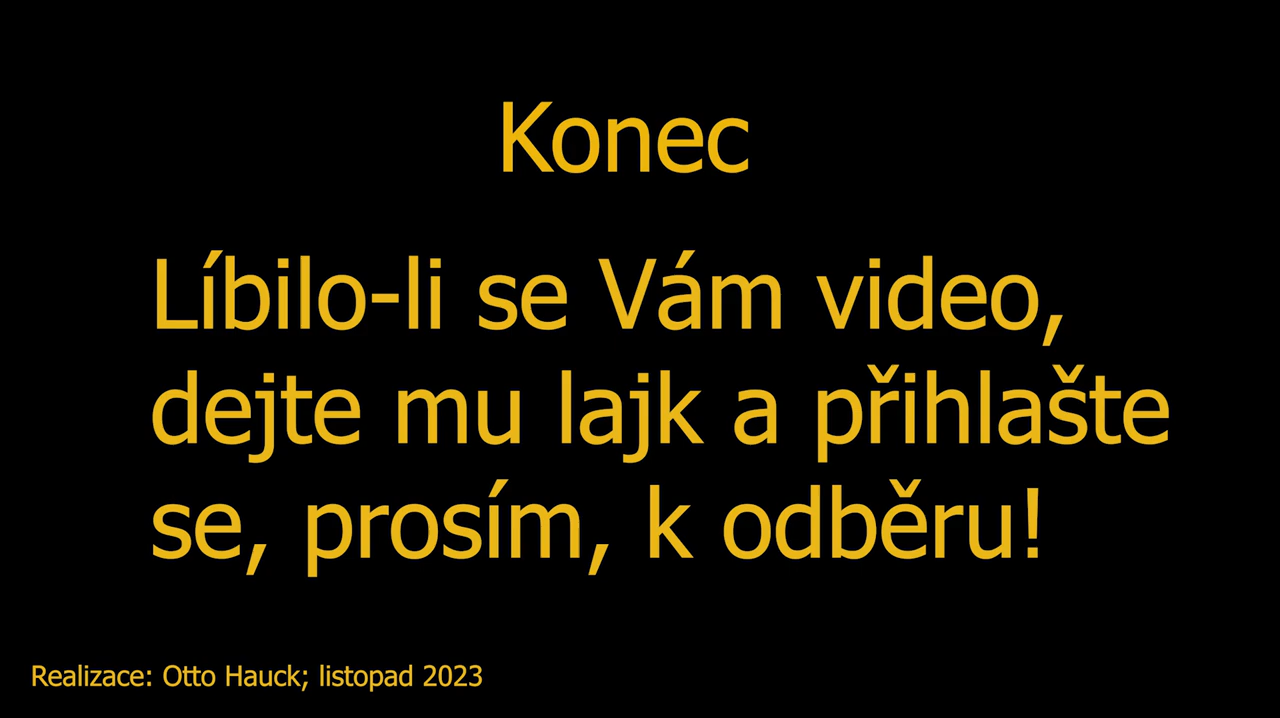 Konec
Líbilo-li se Vám video,
dejte mu lajk a přihlašte
se, prosím, k odběru!
Realizace: Otto Hauck; listopad 2023